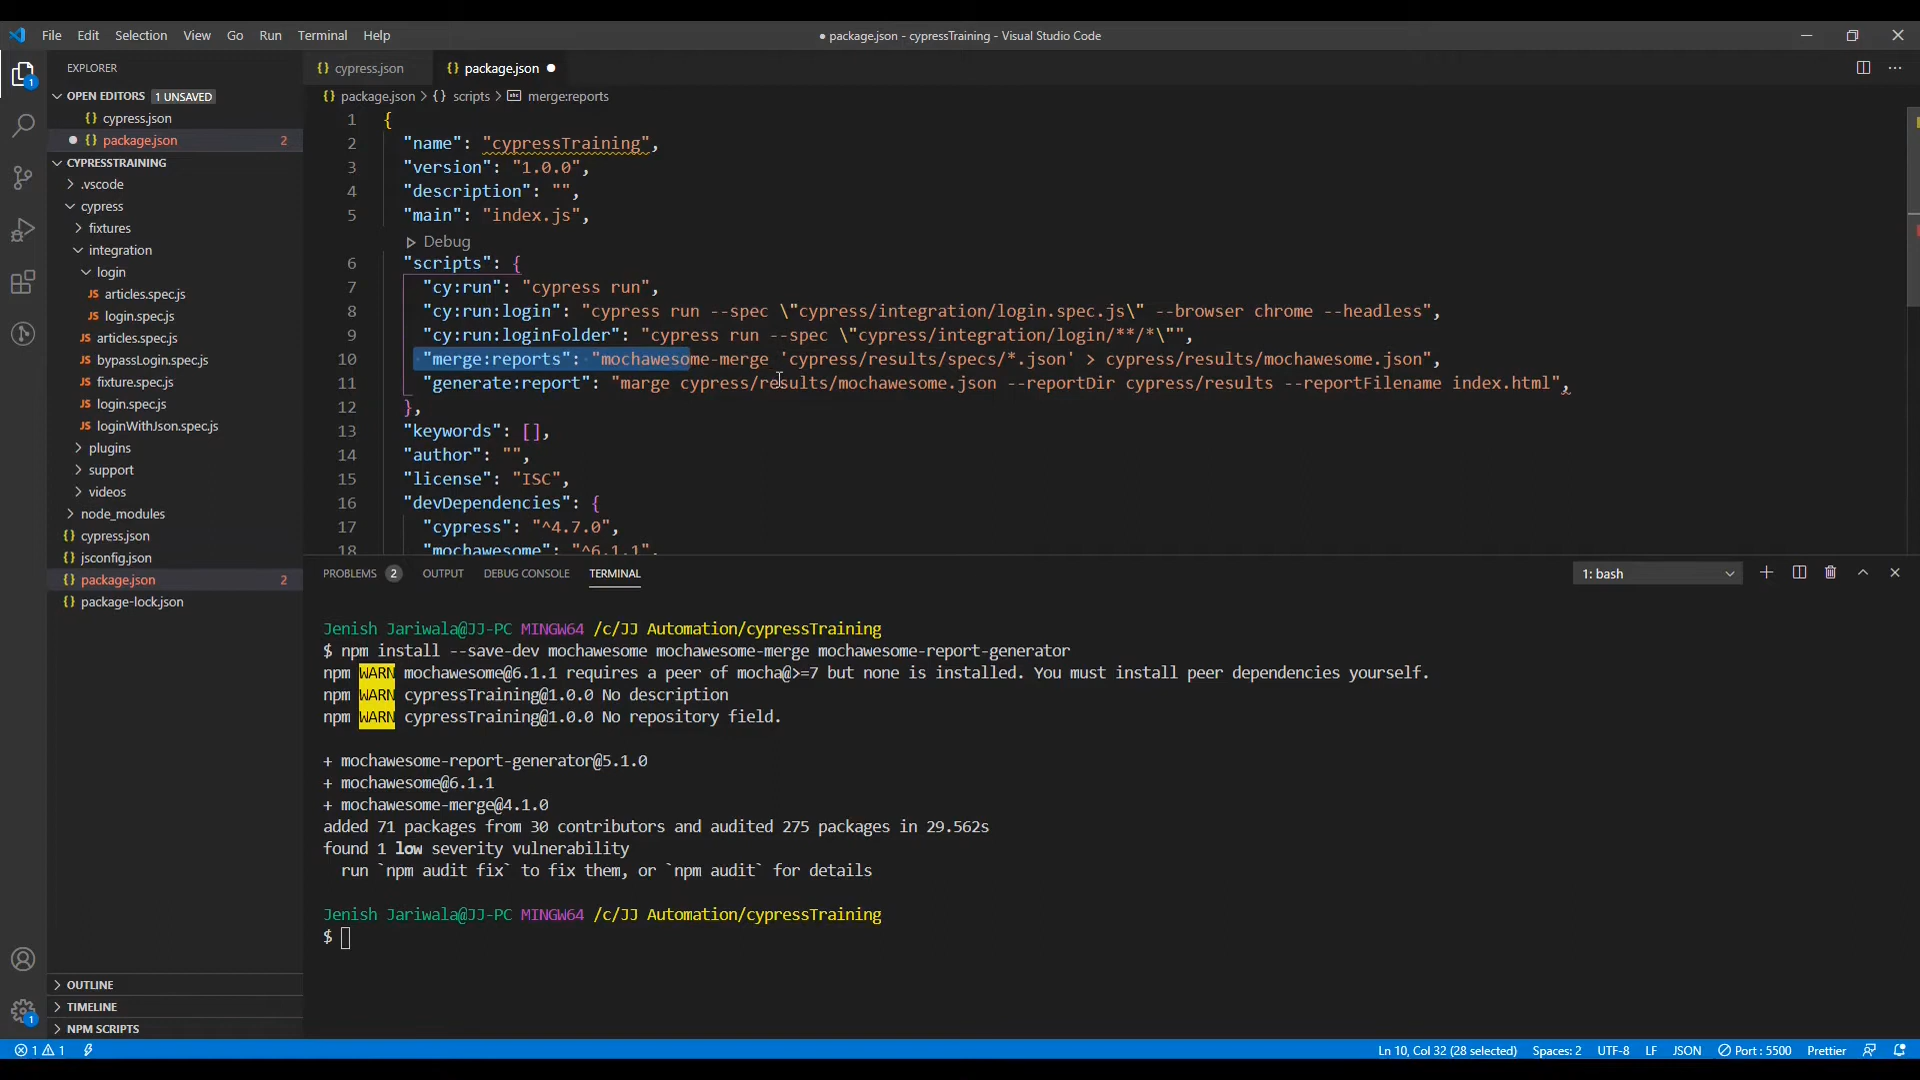 File Edit Selection View Go Run Terminal Help
● package.json - cypressTraining - Visual Studio Code
EXPLORER
OPEN EDITORS 1 UNSAVED
{} cypress.json
● {} package.json 2
CYPRESSTRAINING
.vscode
cypress
fixtures
integration
login
JS articles.spec.js
JS login.spec.js
JS articles.spec.js
JS bypassLogin.spec.js
JS fixture.spec.js
JS login.spec.js
JS loginWithJson.spec.js
plugins
support
videos
node_modules
{} cypress.json
{} jsconfig.json
{} package.json 2
{} package-lock.json
OUTLINE
TIMELINE
NPM SCRIPTS
{} cypress.json {} package.json ●
{} package.json > {} scripts > abc merge:reports
1 {
2 "name": "cypressTraining",
3 "version": "1.0.0",
4 "description": "",
5 "main": "index.js",
Debug
6 "scripts": {
7 "cy:run": "cypress run",
8 "cy:run:login": "cypress run --spec \"cypress/integration/login.spec.js\" --browser chrome --headless",
9 "cy:run:loginFolder": "cypress run --spec \"cypress/integration/login/**/*\"",
10 "merge:reports": "mochawesome-merge 'cypress/results/specs/*.json' > cypress/results/mochawesome.json",
11 "generate:report": "marge cypress/results/mochawesome.json --reportDir cypress/results --reportFilename index.html",
12 },
13 "keywords": [],
14 "author": "",
15 "license": "ISC",
16 "devDependencies": {
17 "cypress": "^4.7.0",
18 "mochawesome": "^6.1.1",
PROBLEMS 2 OUTPUT DEBUG CONSOLE TERMINAL
1: bash
Jenish Jariwala@JJ-PC MINGW64 /c/JJ Automation/cypressTraining
$ npm install --save-dev mochawesome mochawesome-merge mochawesome-report-generator
npm WARN mochawesome@6.1.1 requires a peer of mocha@>=7 but none is installed. You must install peer dependencies yourself.
npm WARN cypressTraining@1.0.0 No description
npm WARN cypressTraining@1.0.0 No repository field.
+ mochawesome-report-generator@5.1.0
+ mochawesome@6.1.1
+ mochawesome-merge@4.1.0
added 71 packages from 30 contributors and audited 275 packages in 29.562s
found 1 low severity vulnerability
run `npm audit fix` to fix them, or `npm audit` for details
Jenish Jariwala@JJ-PC MINGW64 /c/JJ Automation/cypressTraining
$
1 1
Ln 10, Col 32 (28 selected) Spaces: 2 UTF-8 LF JSON Port : 5500 Prettier